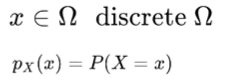 x ∈ Ω discrete Ω
p_X(x) = P(X = x)